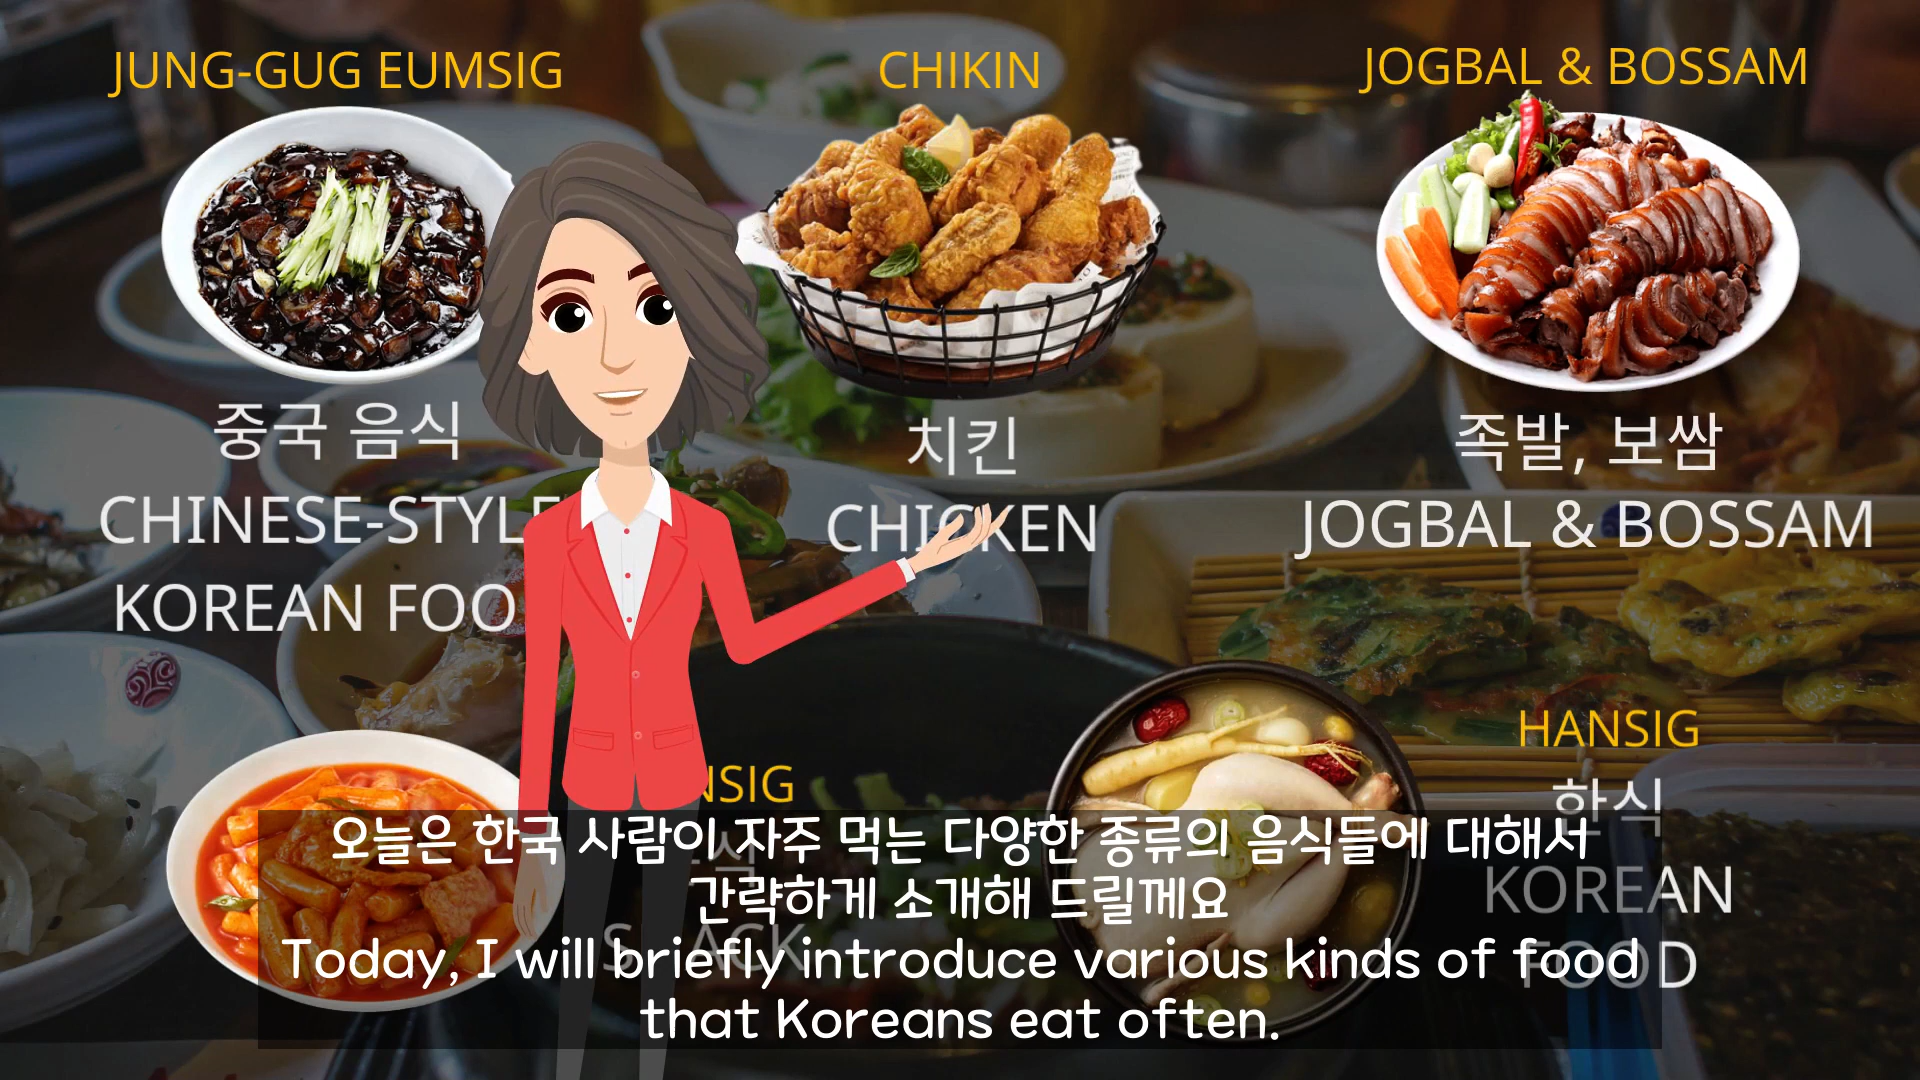 JUNG-GUG EUMSIG
CHIKIN
JOGBAL & BOSSAM
중국 음식
CHINESE-STYLE
KOREAN FOO
치킨
CHICKEN
족발, 보쌈
JOGBAL & BOSSAM
NSIG
HANSIG
한식
KOREAN
FOOD
오늘은 한국 사람이 자주 먹는 다양한 종류의 음식들에 대해서
간략하게 소개해 드릴께요
Today, I will briefly introduce various kinds of food
that Koreans eat often.